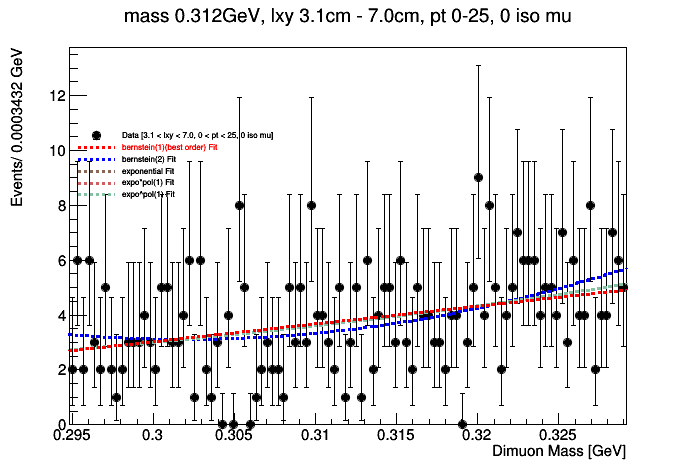 mass 0.312GeV, lxy 3.1cm - 7.0cm, pt 0-25, 0 iso mu
Events/ 0.0003432 GeV
12
10
8
6
4
2
0
Data [3.1 < lxy < 7.0, 0 < pt < 25, 0 iso mu]
bernstein(1)(best order) Fit
bernstein(2) Fit
exponential Fit
expo*pol(1) Fit
expo^pol(1) Fit
0.295 0.3 0.305 0.31 0.315 0.32 0.325
Dimuon Mass [GeV]